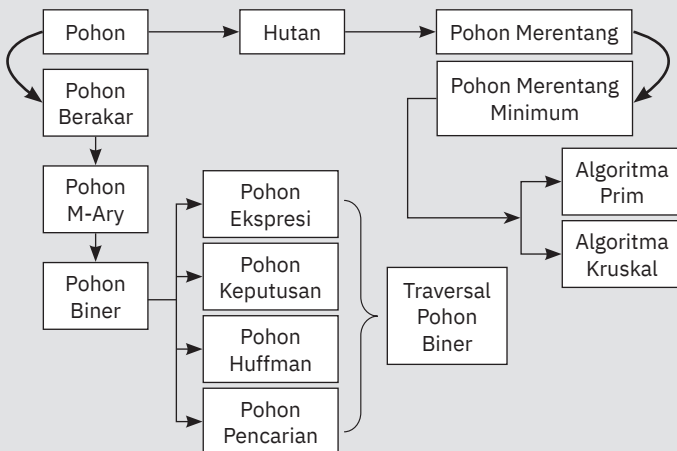 Pohon
Hutan
Pohon Merentang
Pohon
Berakar
Pohon Merentang
Minimum
Pohon
M-Ary
Pohon
Biner
Pohon
Ekspresi
Pohon
Keputusan
Pohon
Huffman
Pohon
Pencarian
Traversal
Pohon
Biner
Algoritma
Prim
Algoritma
Kruskal